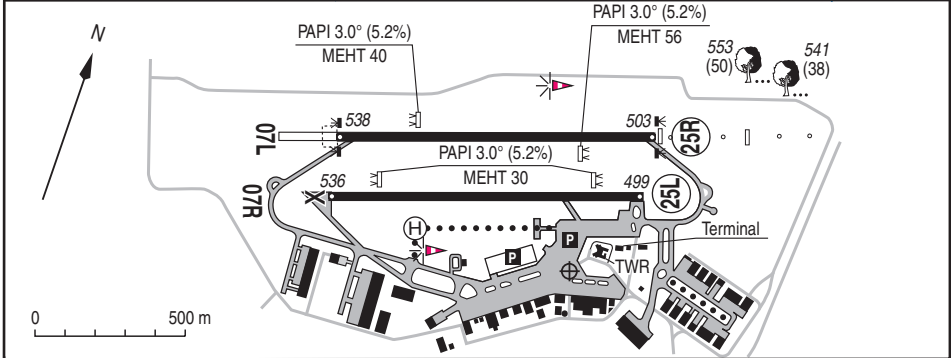 N
PAPI 3.0° (5.2%)
MEHT 40
PAPI 3.0° (5.2%)
MEHT 56
553
(50)
541
(38)
07L
538
503
25R
PAPI 3.0° (5.2%)
MEHT 30
07R
536
X
499
25L
H
P
P
Terminal
TWR
0
500 m